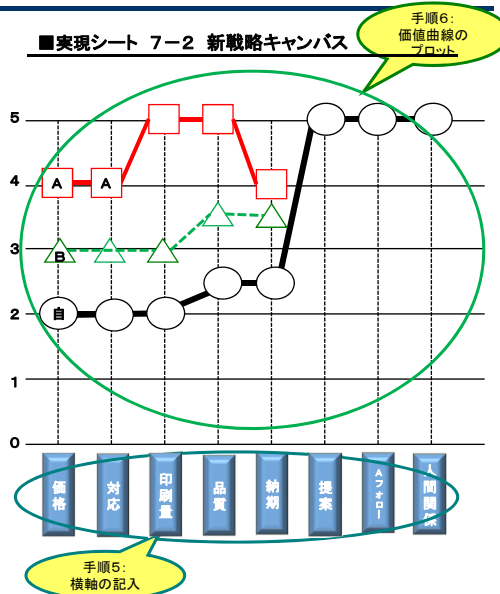 手順6:
価値曲線の
プロット
■実現シート 7-2 新戦略キャンバス
5
4
3
2
1
0
A
A
B
自
価格
対応
印刷量
品質
納期
提案
Aフォロー
人間関係
手順5:
横軸の記入